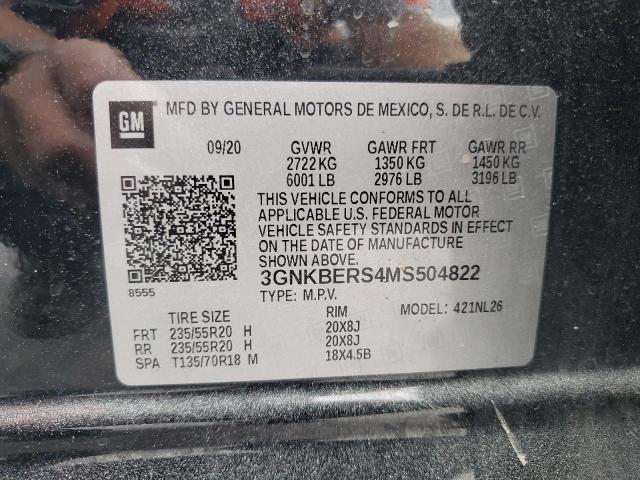 GM
MFD BY GENERAL MOTORS DE MEXICO, S. DE R.L. DE C.V.
09/20 GVWR GAWR FRT GAWR RR
2722 KG 1350 KG 1450 KG
6001 LB 2976 LB 3196 LB
THIS VEHICLE CONFORMS TO ALL
APPLICABLE U.S. FEDERAL MOTOR
VEHICLE SAFETY STANDARDS IN EFFECT
ON THE DATE OF MANUFACTURE
SHOWN ABOVE.
3GNKBERS4MS504822
8555
TYPE: M.P.V. MODEL: 421NL26
TIRE SIZE RIM
FRT 235/55R20 H 20X8J
RR 235/55R20 H 20X8J
SPA T135/70R18 M 18X4.5B